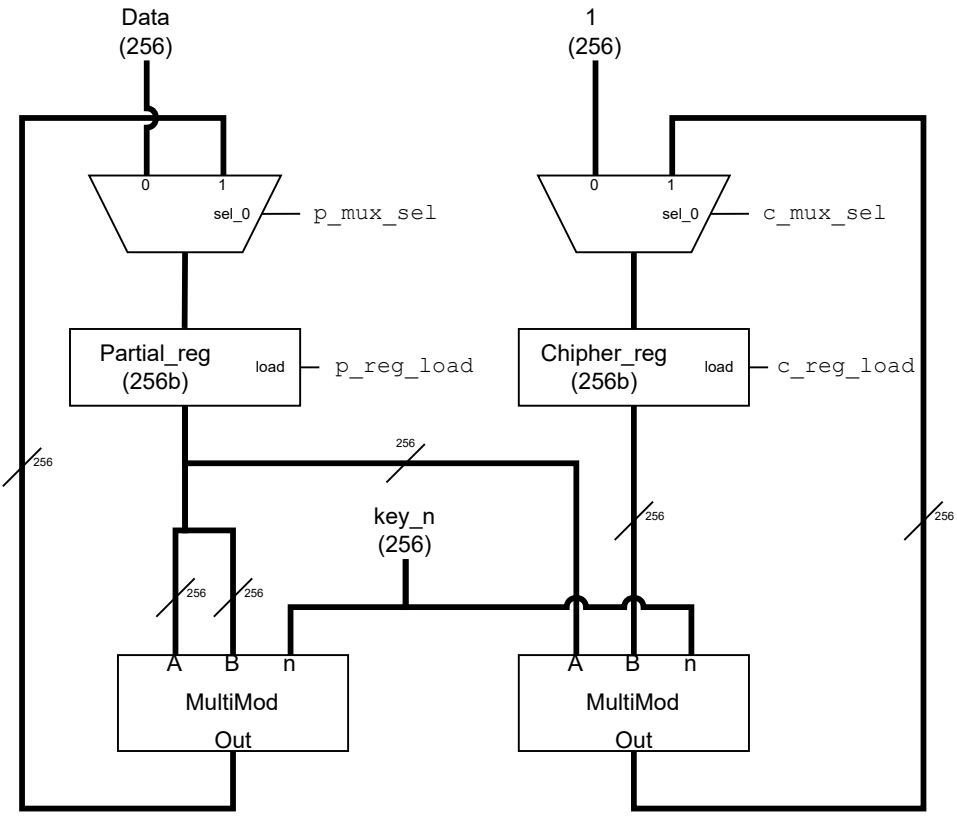 Data
(256)
1
(256)
0
1
sel_0
p_mux_sel
0
1
sel_0
c_mux_sel
Partial_reg
(256b)
load
p_reg_load
Chipher_reg
(256b)
load
c_reg_load
256
256
key_n
(256)
256
256
256
256
A
B
n
MultiMod
Out
A
B
n
MultiMod
Out